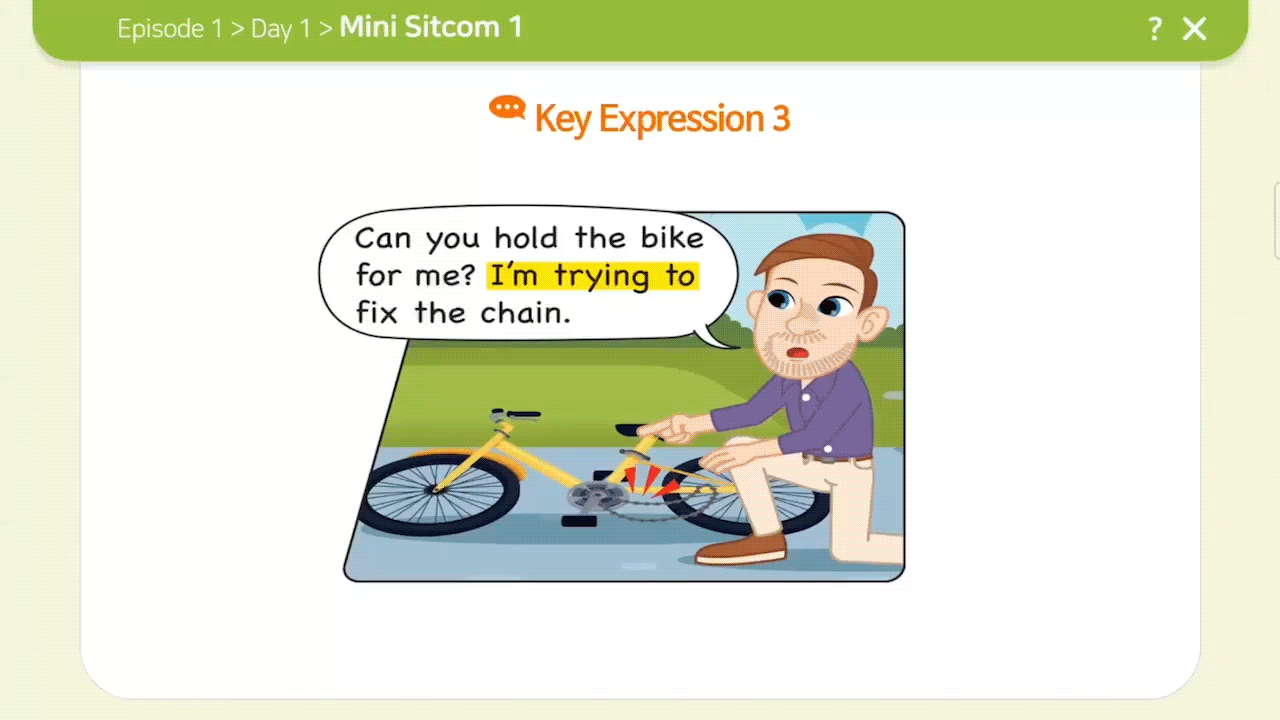 Episode 1 > Day 1 > Mini Sitcom 1
?
Key Expression 3
Can you hold the bike
for me? I'm trying to
fix the chain.